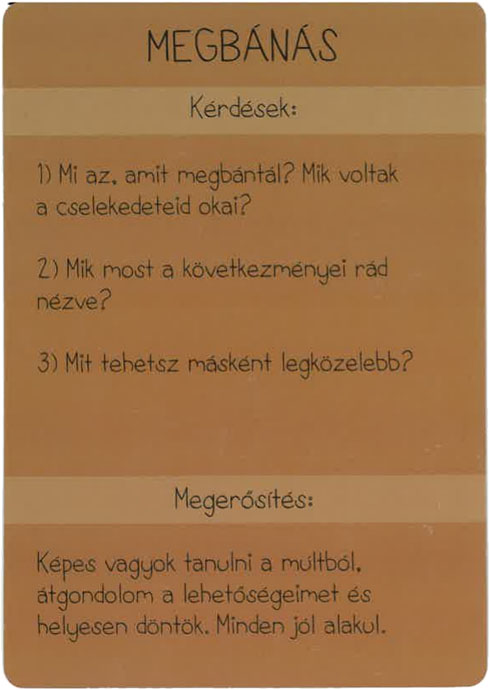 MEGBÁNÁS
Kérdések:
1) Mi az, amit megbántál? Mik voltak
a cselekedeteid okai?
2) Mik most a következményei rád
nézve?
3) Mit tehetsz másként legközelebb?
Megerősítés:
Képes vagyok tanulni a múltból,
átgondolom a lehetőségeimet és
helyesen döntök. Minden jól alakul.